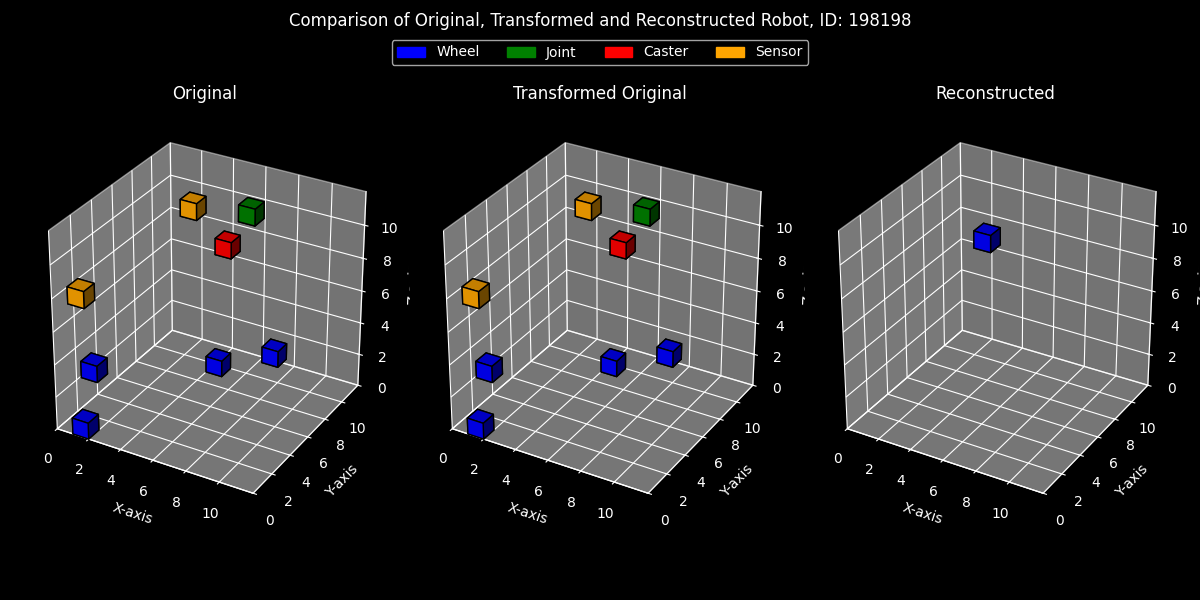 Comparison of Original, Transformed and Reconstructed Robot, ID: 198198
Wheel Joint Caster Sensor
Original
Transformed Original
Reconstructed
10
8
6
4
2
0
0 2 4 6 8 10
X-axis
0 2 4 6 8 10
Y-axis
10
8
6
4
2
0
0 2 4 6 8 10
X-axis
0 2 4 6 8 10
Y-axis
10
8
6
4
2
0
0 2 4 6 8 10
X-axis
0 2 4 6 8 10
Y-axis